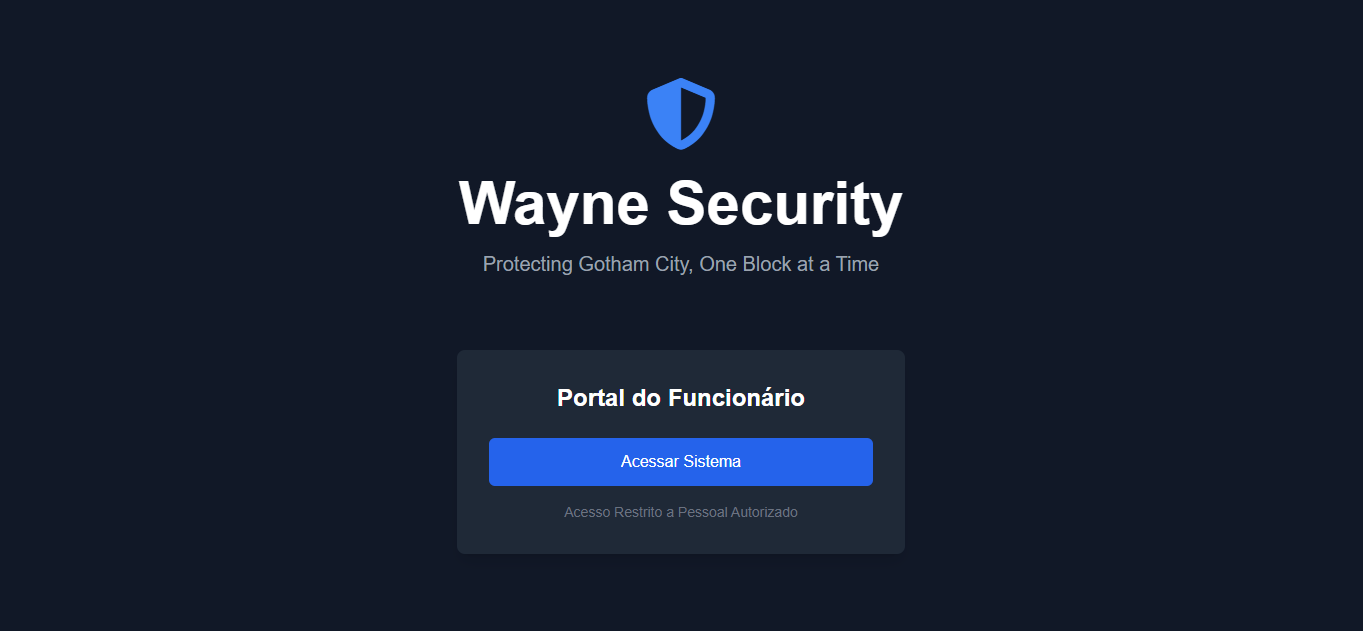 Wayne Security
Protecting Gotham City, One Block at a Time
Portal do Funcionário
Acessar Sistema
Acesso Restrito a Pessoal Autorizado